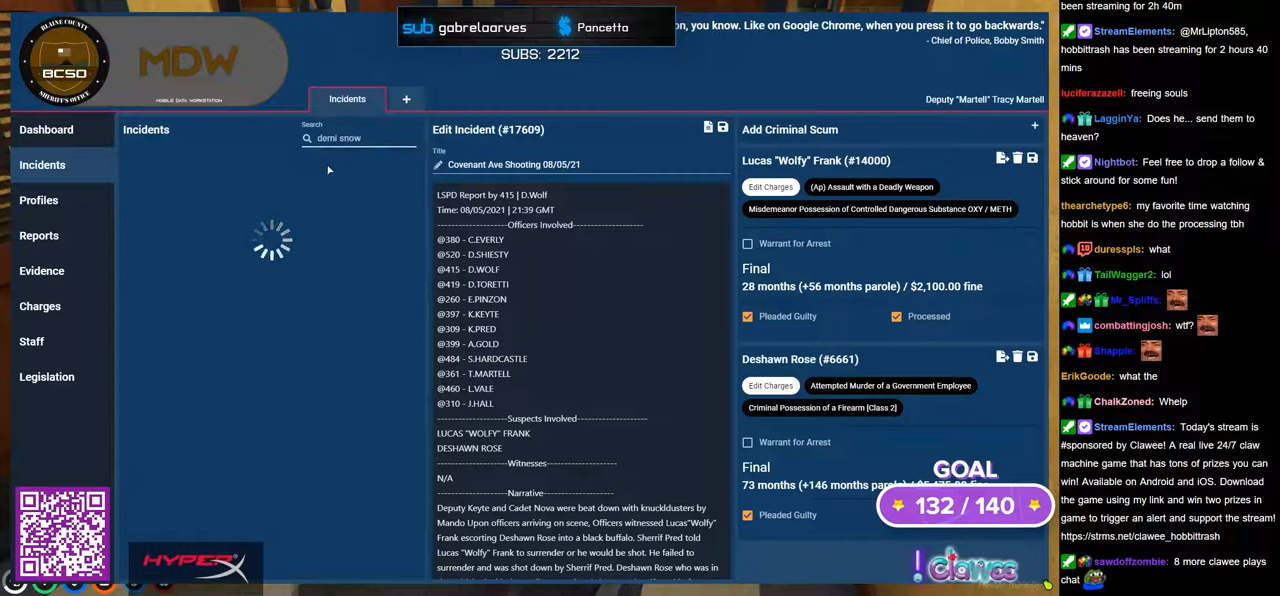 BLAINE COUNTY
BCSO
SHERIFF'S OFFICE
MDW
MOBILE DATA WORKSTATION
sub gabrelaarves
$ Pancetta
SUBS: 2212
on, you know. Like on Google Chrome, when you press it to go backwards."
- Chief of Police, Bobby Smith
Incidents
+
Deputy "Martell" Tracy Martell
Dashboard
Incidents
Profiles
Reports
Evidence
Charges
Staff
Legislation
Incidents
Search
demi snow
Edit Incident (#17609)
Title
Covenant Ave Shooting 08/05/21
LSPD Report by 415 | D.Wolf
Time: 08/05/2021 | 21:39 GMT
----------------------Officers Involved----------------------
@380 - C.EVERLY
@520 - D.SHIESTY
@415 - D.WOLF
@419 - D.TORETTI
@260 - E.PINZON
@397 - K.KEYTE
@309 - K.PRED
@399 - A.GOLD
@484 - S.HARDCASTLE
@361 - T.MARTELL
@460 - L.VALE
@310 - J.HALL
----------------------Suspects Involved----------------------
LUCAS "WOLFY" FRANK
DESHAWN ROSE
----------------------Witnesses----------------
N/A
----------------------Narrative----------------
Deputy Keyte and Cadet Nova were beat down with knuckldusters by
Mando Upon officers arriving on scene, Officers witnessed Lucas"Wolfy"
Frank escorting Deshawn Rose into a black buffalo. Sherrif Pred told
Lucas "Wolfy" Frank to surrender or he would be shot. He failed to
surrender and was shot down by Sherrif Pred. Deshawn Rose who was in
Add Criminal Scum
+
Lucas "Wolfy" Frank (#14000)
Edit Charges
(Ap) Assault with a Deadly Weapon
Misdemeanor Possession of Controlled Dangerous Substance OXY / METH
Warrant for Arrest
Final
28 months (+56 months parole) / $2,100.00 fine
Pleaded Guilty
Processed
Deshawn Rose (#6661)
Edit Charges
Attempted Murder of a Government Employee
Criminal Possession of a Firearm [Class 2]
Warrant for Arrest
Final
73 months (+146 months parole)
Pleaded Guilty
GOAL
132 / 140
HYPERX
!clawee
been streaming for 2h 40m
StreamElements: @MrLipton585,
hobbittrash has been streaming for 2 hours 40
mins
luciferazazell: freeing souls
LagginYa: Does he... send them to
heaven?
Nightbot: Feel free to drop a follow &
stick around for some fun!
thearchetype6: my favorite time watching
hobbit is when she do the processing tbh
duresspls: what
TailWagger2: lol
Mr_Spliffs:
combattingjosh: wtf?
Shappie:
ErikGoode: what the
ChalkZoned: Whelp
StreamElements: Today's stream is
#sponsored by Clawee! A real live 24/7 claw
machine game that has tons of prizes you can
win! Available on Android and iOS. Download
the game using my link and win two prizes in
game to trigger an alert and support the stream!
https://strms.net/clawee_hobbittrash
sawdoffzombie: 8 more clawee plays
chat